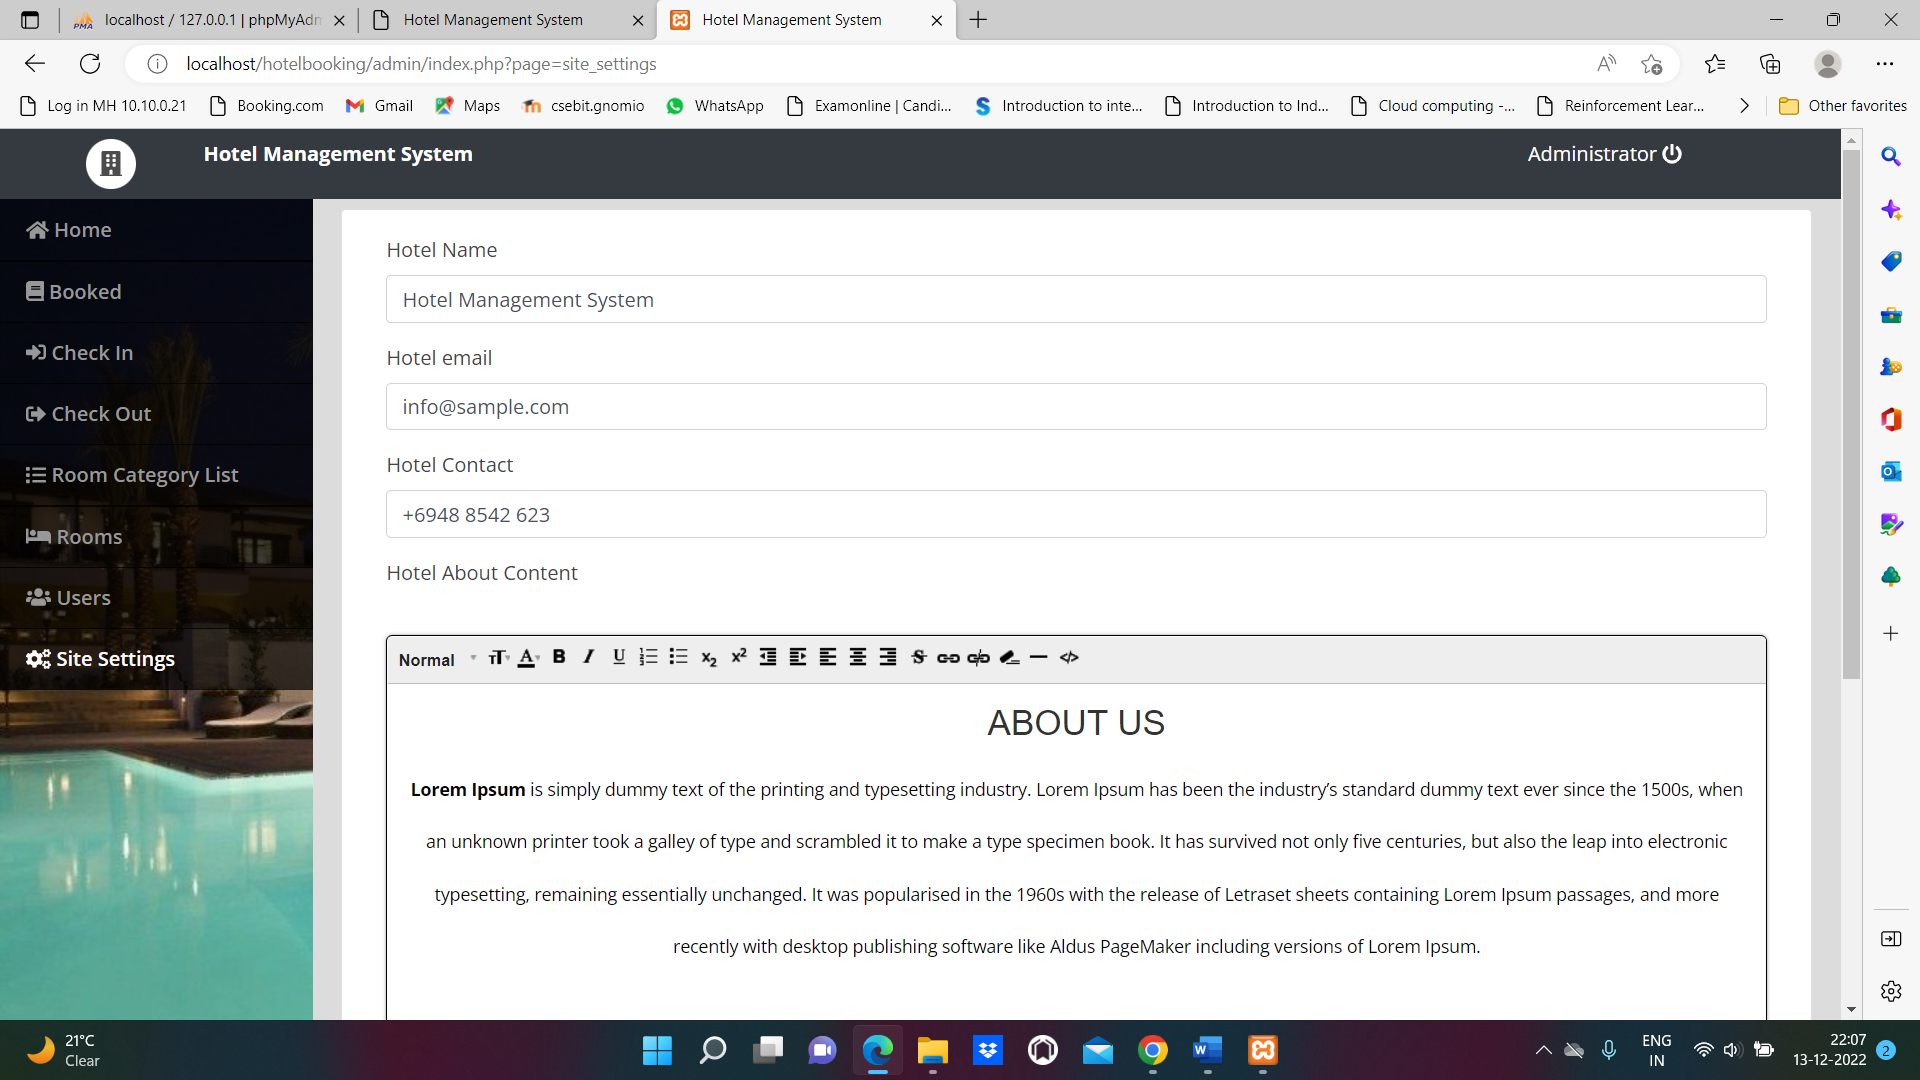 localhost / 127.0.0.1 | phpMyAdm
Hotel Management System
Hotel Management System
localhost/hotelbooking/admin/index.php?page=site_settings
Log in MH 10.10.0.21
Booking.com
Gmail
Maps
csebit.gnomio
WhatsApp
Examonline | Candi...
Introduction to inte...
Introduction to Ind...
Cloud computing -...
Reinforcement Lear...
Other favorites
Hotel Management System
Administrator
Home
Booked
Check In
Check Out
Room Category List
Rooms
Users
Site Settings
Hotel Name
Hotel Management System
Hotel email
info@sample.com
Hotel Contact
+6948 8542 623
Hotel About Content
Normal
ABOUT US
Lorem Ipsum is simply dummy text of the printing and typesetting industry. Lorem Ipsum has been the industry’s standard dummy text ever since the 1500s, when
an unknown printer took a galley of type and scrambled it to make a type specimen book. It has survived not only five centuries, but also the leap into electronic
typesetting, remaining essentially unchanged. It was popularised in the 1960s with the release of Letraset sheets containing Lorem Ipsum passages, and more
recently with desktop publishing software like Aldus PageMaker including versions of Lorem Ipsum.
21°C
Clear
ENG
IN
22:07
13-12-2022
2